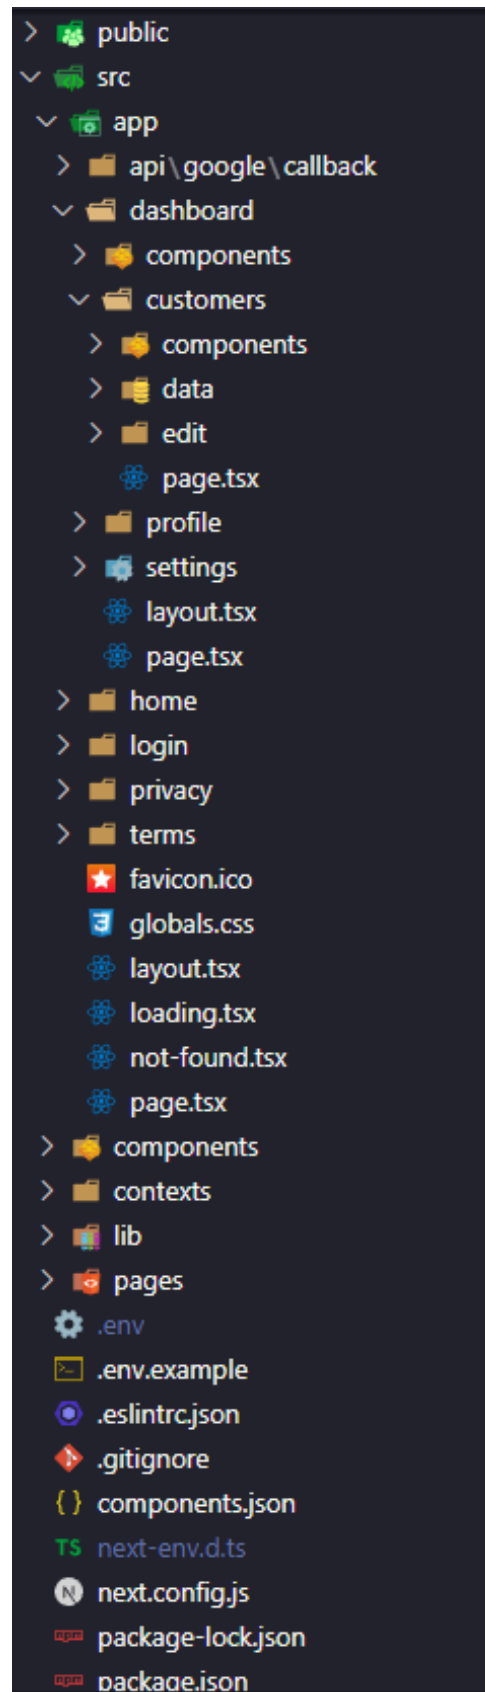 public
src
app
api\google\callback
dashboard
components
customers
components
data
edit
page.tsx
profile
settings
layout.tsx
page.tsx
home
login
privacy
terms
favicon.ico
globals.css
layout.tsx
loading.tsx
not-found.tsx
page.tsx
components
contexts
lib
pages
.env
.env.example
.eslintrc.json
.gitignore
{} components.json
TS next-env.d.ts
N next.config.js
npm package-lock.json
npm package.json